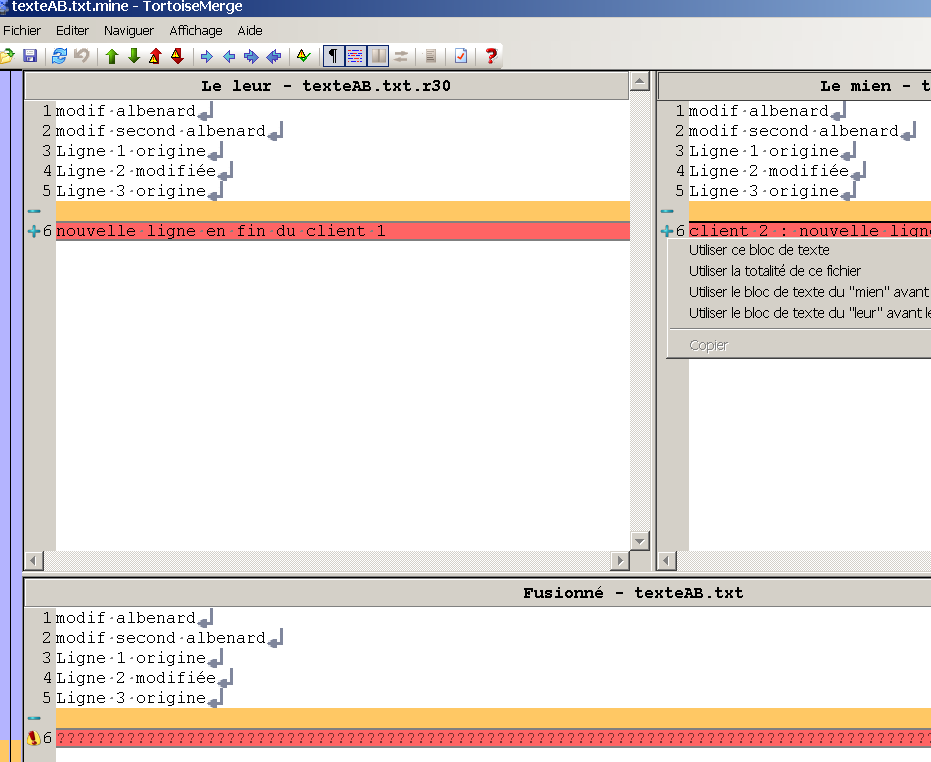 texteAB.txt.mine - TortoiseMerge
Fichier Editer Naviguer Affichage Aide
Le leur - texteAB.txt.r30
1 modif albenard
2 modif second albenard
3 Ligne 1 origine
4 Ligne 2 modifiée
5 Ligne 3 origine
6 nouvelle ligne en fin du client 1
Le mien - t
1 modif albenard
2 modif second albenard
3 Ligne 1 origine
4 Ligne 2 modifiée
5 Ligne 3 origine
6 client 2 : nouvelle ligne
Utiliser ce bloc de texte
Utiliser la totalité de ce fichier
Utiliser le bloc de texte du "mien" avant
Utiliser le bloc de texte du "leur" avant le
Copier
Fusionné - texteAB.txt
1 modif albenard
2 modif second albenard
3 Ligne 1 origine
4 Ligne 2 modifiée
5 Ligne 3 origine
6 ???????????????????????????????????????????????????????????????????????????????????????